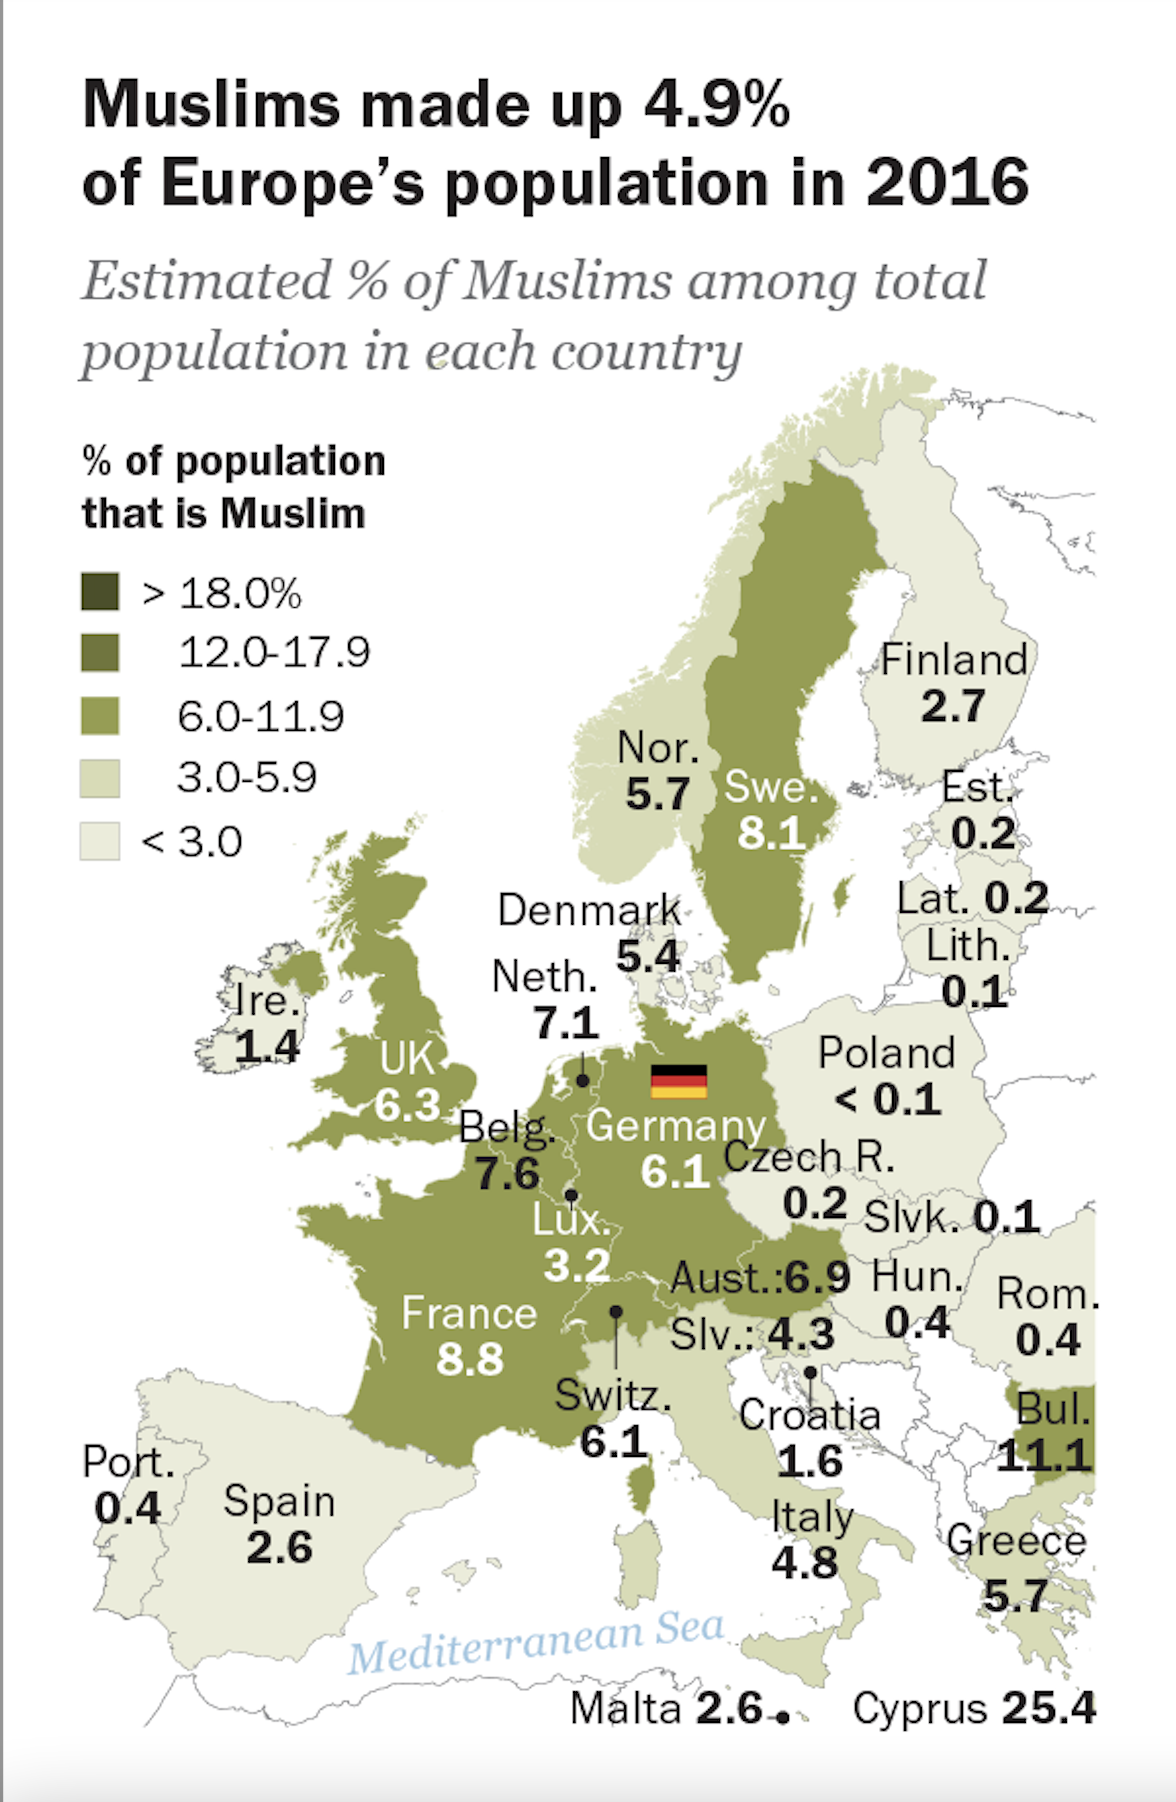 Muslims made up 4.9%
of Europe’s population in 2016
Estimated % of Muslims among total
population in each country
% of population
that is Muslim
> 18.0%
12.0-17.9
6.0-11.9
3.0-5.9
< 3.0
Finland
2.7
Nor.
5.7
Swe.
8.1
Est.
0.2
Lat. 0.2
Lith.
0.1
Denmark
5.4
Neth.
7.1
Ire.
1.4
UK
6.3
Poland
< 0.1
Belg.
7.6
Germany
6.1
Czech R.
0.2
Slvk. 0.1
Lux.
3.2
Aust.:6.9
Hun.
0.4
Rom.
0.4
France
8.8
Slv.: 4.3
Switz.
6.1
Croatia
1.6
Bul.
11.1
Port.
0.4
Spain
2.6
Italy
4.8
Greece
5.7
Mediterranean Sea
Malta 2.6
Cyprus 25.4